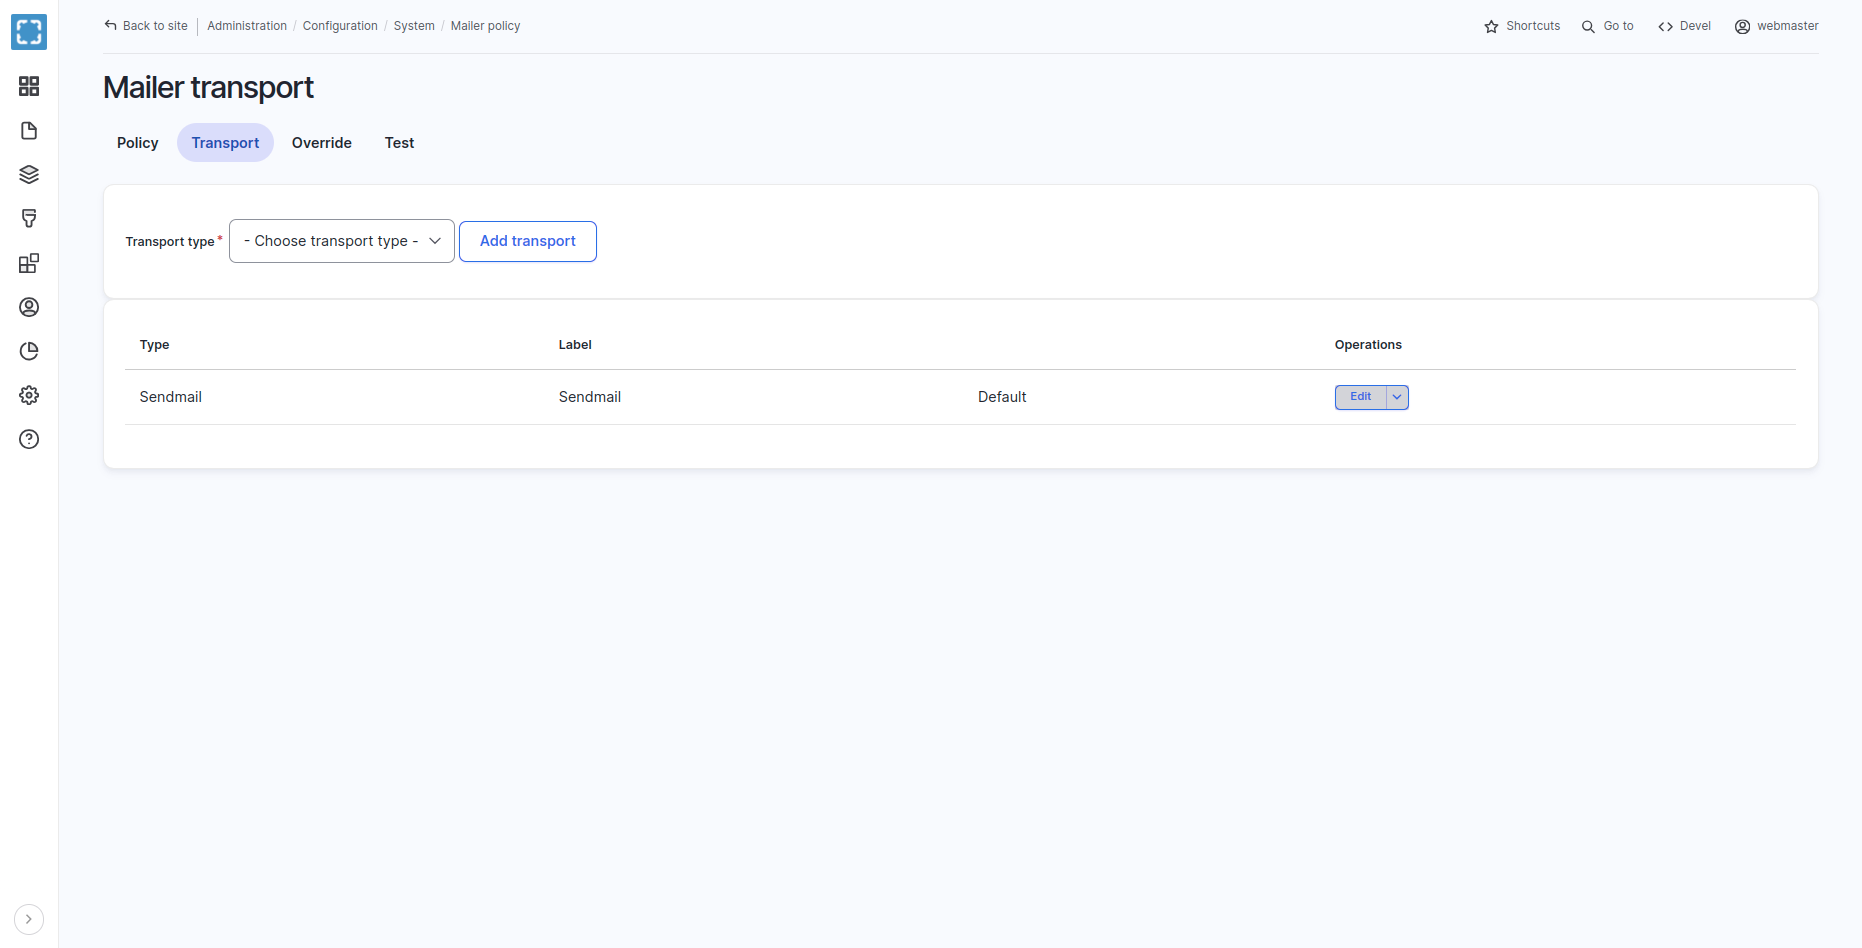 Back to site Administration / Configuration / System / Mailer policy Shortcuts Go to Devel webmaster
Mailer transport
Policy Transport Override Test
Transport type * - Choose transport type - Add transport
Type Label Operations
Sendmail Sendmail Default Edit